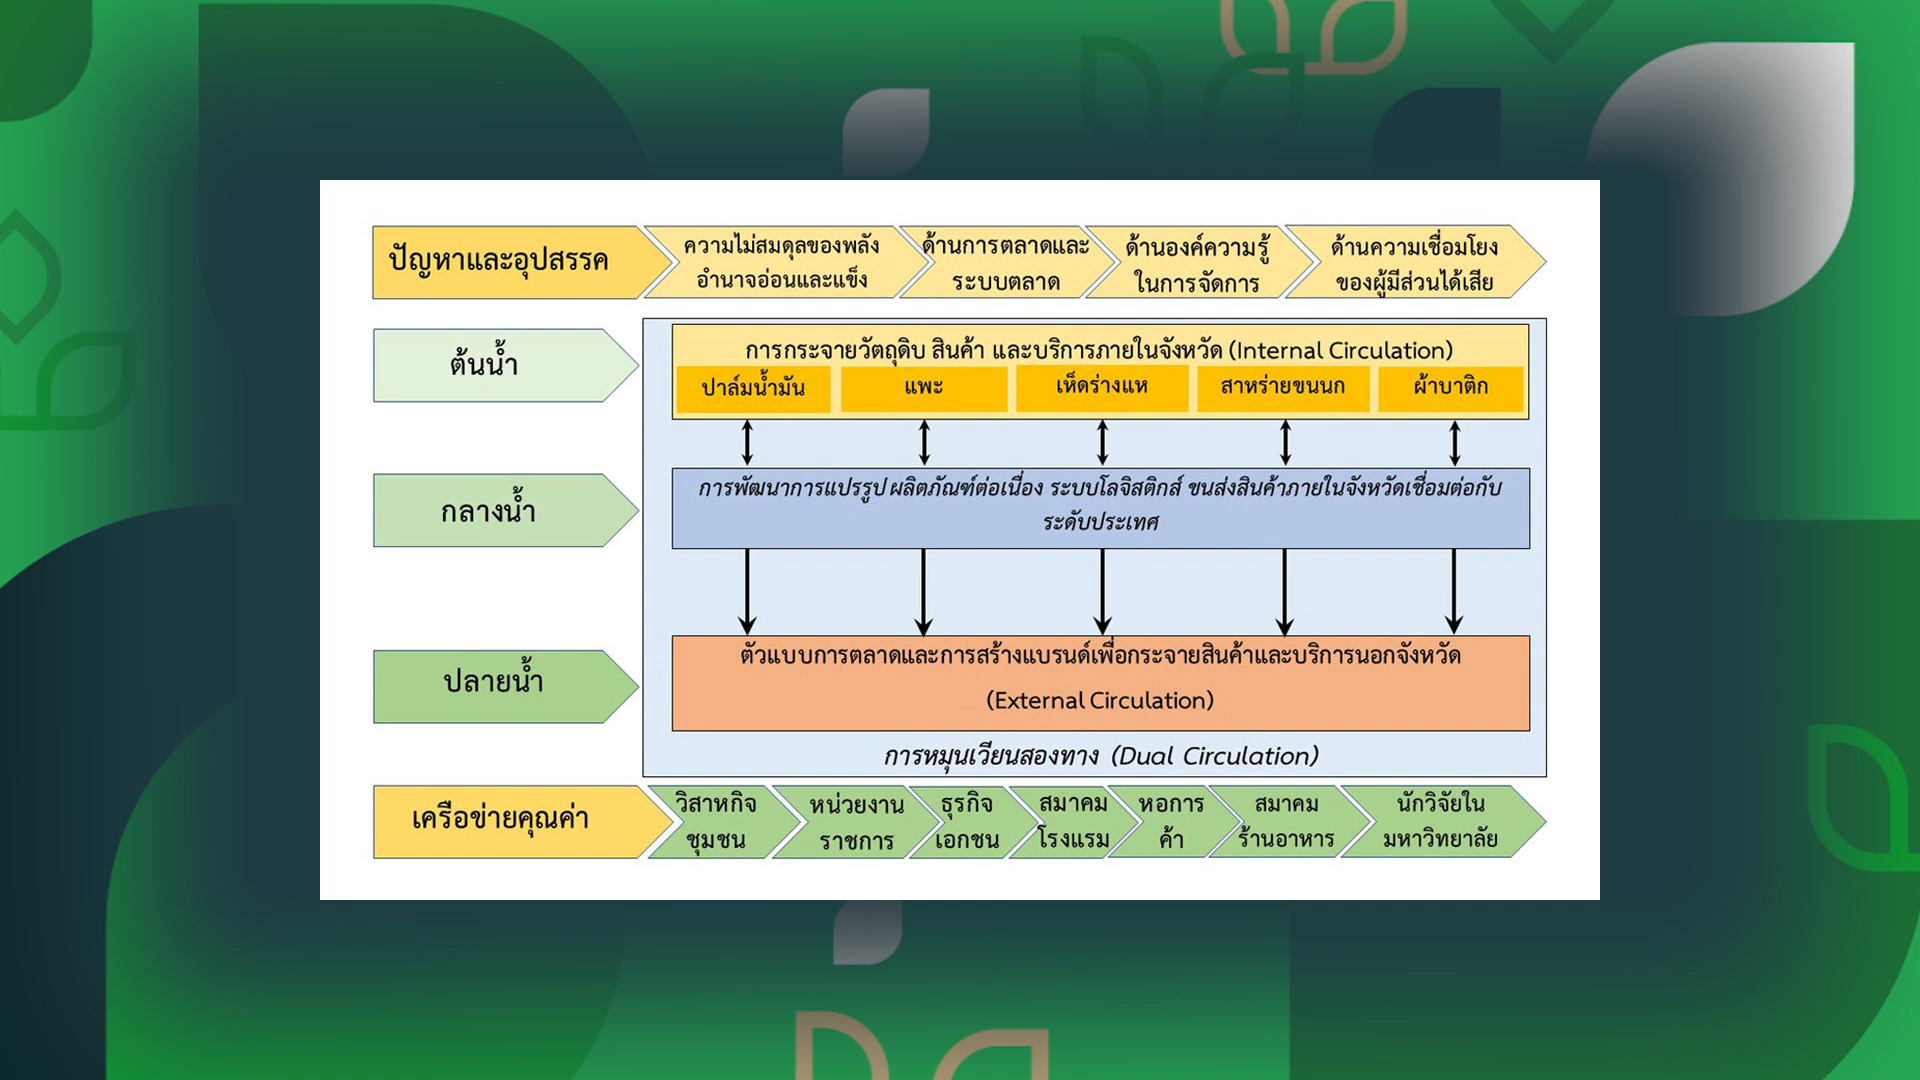 ปัญหาและอุปสรรค
ความไม่สมดุลของพลัง
อำนาจอ่อนและแข็ง
ด้านการตลาดและ
ระบบตลาด
ด้านองค์ความรู้
ในการจัดการ
ด้านความเชื่อมโยง
ของผู้มีส่วนได้เสีย
ต้นน้ำ
การกระจายวัตถุดิบ สินค้า และบริการภายในจังหวัด (Internal Circulation)
ปาล์มน้ำมัน
แพะ
เห็ดร่างแห
สาหร่ายขนนก
ผ้าบาติก
กลางน้ำ
การพัฒนาการแปรรูป ผลิตภัณฑ์ต่อเนื่อง ระบบโลจิสติกส์ ขนส่งสินค้าภายในจังหวัดเชื่อมต่อกับ
ระดับประเทศ
ปลายน้ำ
ตัวแบบการตลาดและการสร้างแบรนด์เพื่อกระจายสินค้าและบริการนอกจังหวัด
(External Circulation)
การหมุนเวียนสองทาง (Dual Circulation)
เครือข่ายคุณค่า
วิสาหกิจ
ชุมชน
หน่วยงาน
ราชการ
ธุรกิจ
เอกชน
สมาคม
โรงแรม
หอการ
ค้า
สมาคม
ร้านอาหาร
นักวิจัยใน
มหาวิทยาลัย